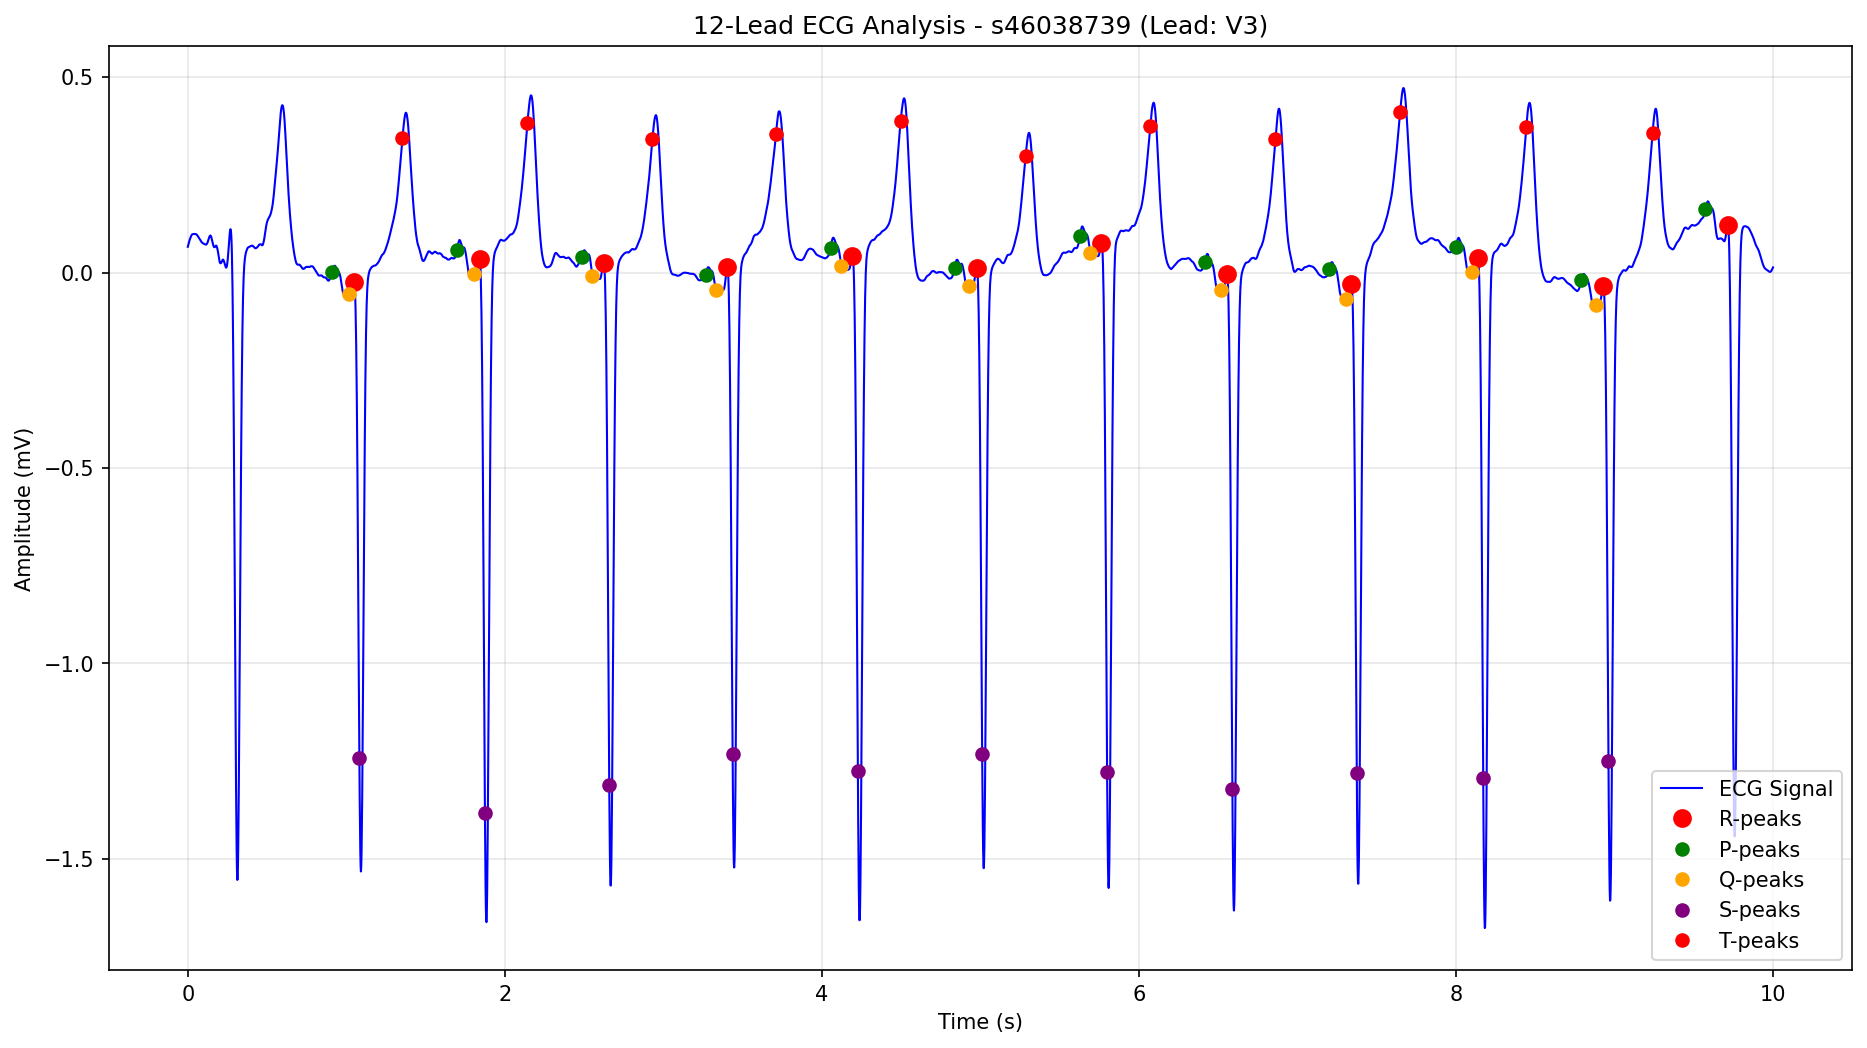 12-Lead ECG Analysis - s46038739 (Lead: V3)
Amplitude (mV)
0.5
0.0
−0.5
−1.0
−1.5
0
2
4
6
8
10
Time (s)
ECG Signal
R-peaks
P-peaks
Q-peaks
S-peaks
T-peaks